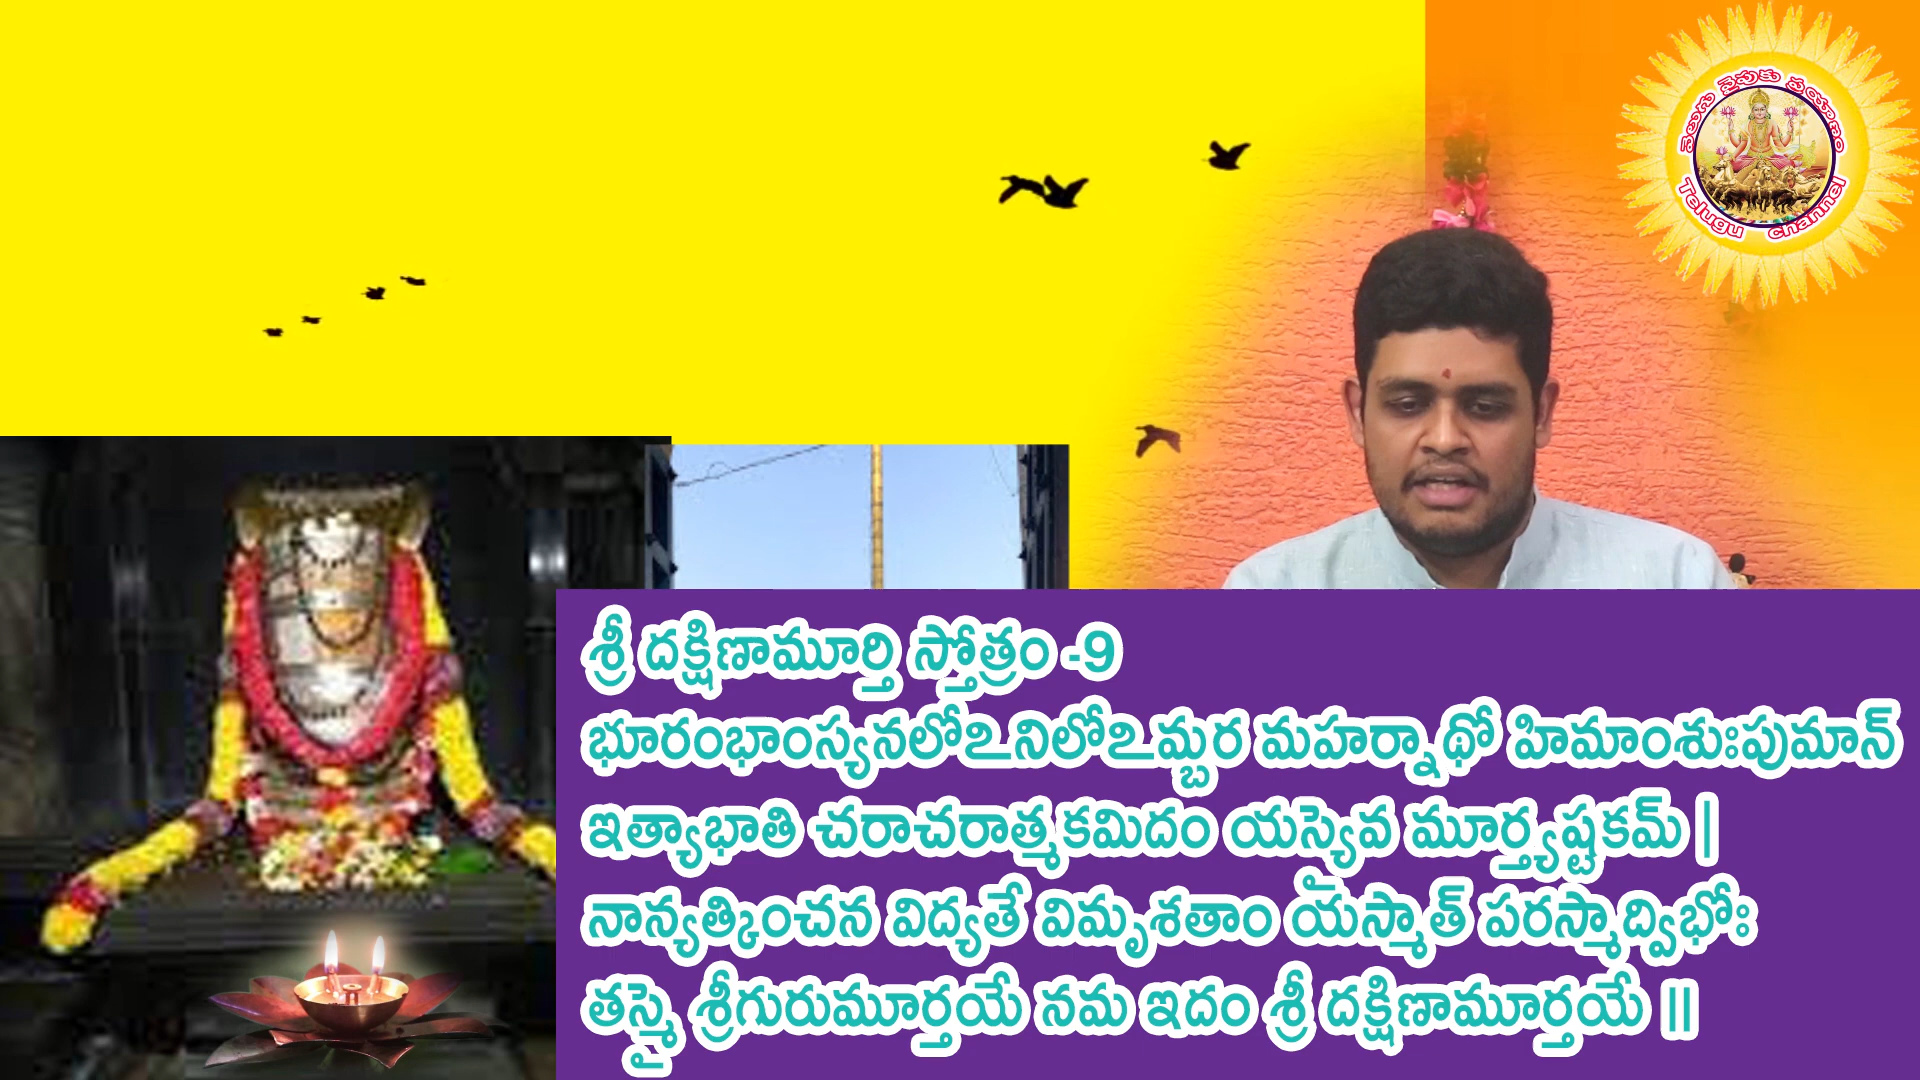 వెలుగు వైపుకు ప్రయాణం
Telugu channel
శ్రీ దక్షిణామూర్తి స్తోత్రం -9
భూరంభాంస్యనలోఽనిలోఽమ్బర మహర్నాథో హిమాంశుఃపుమాన్
ఇత్యాభాతి చరాచరాత్మకమిదం యస్యైవ మూర్త్యష్టకమ్ |
నాన్యత్కించన విద్యతే విమృశతాం యస్మాత్ పరస్మాద్విభోః
తస్మై శ్రీగురుమూర్తయే నమ ఇదం శ్రీ దక్షిణామూర్తయే ||